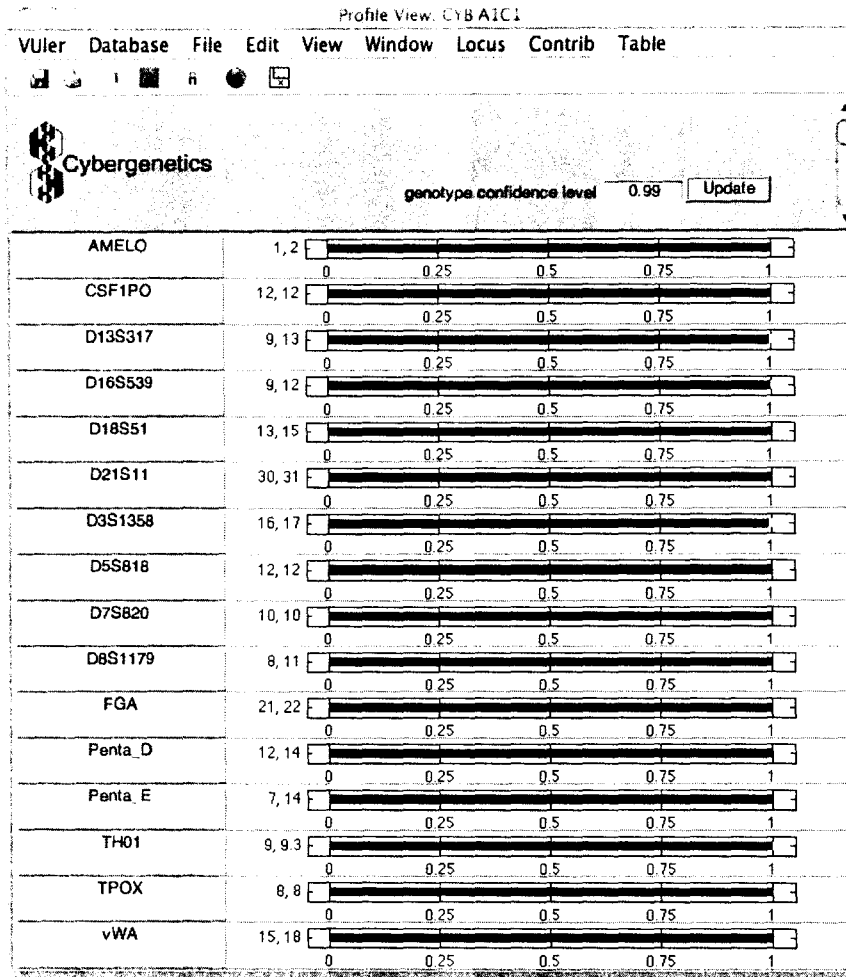 Profile View: CYB A1C1
VUIer Database File Edit View Window Locus Contrib Table
Cybergenetics
genotype confidence level 0.99 Update
AMELO 1, 2
0 0.25 0.5 0.75 1
CSF1PO 12, 12
0 0.25 0.5 0.75 1
D13S317 9, 13
0 0.25 0.5 0.75 1
D16S539 9, 12
0 0.25 0.5 0.75 1
D18S51 13, 15
0 0.25 0.5 0.75 1
D21S11 30, 31
0 0.25 0.5 0.75 1
D3S1358 16, 17
0 0.25 0.5 0.75 1
D5S818 12, 12
0 0.25 0.5 0.75 1
D7S820 10, 10
0 0.25 0.5 0.75 1
D8S1179 8, 11
0 0.25 0.5 0.75 1
FGA 21, 22
0 0.25 0.5 0.75 1
Penta_D 12, 14
0 0.25 0.5 0.75 1
Penta_E 7, 14
0 0.25 0.5 0.75 1
TH01 9, 9.3
0 0.25 0.5 0.75 1
TPOX 8, 8
0 0.25 0.5 0.75 1
vWA 15, 18
0 0.25 0.5 0.75 1